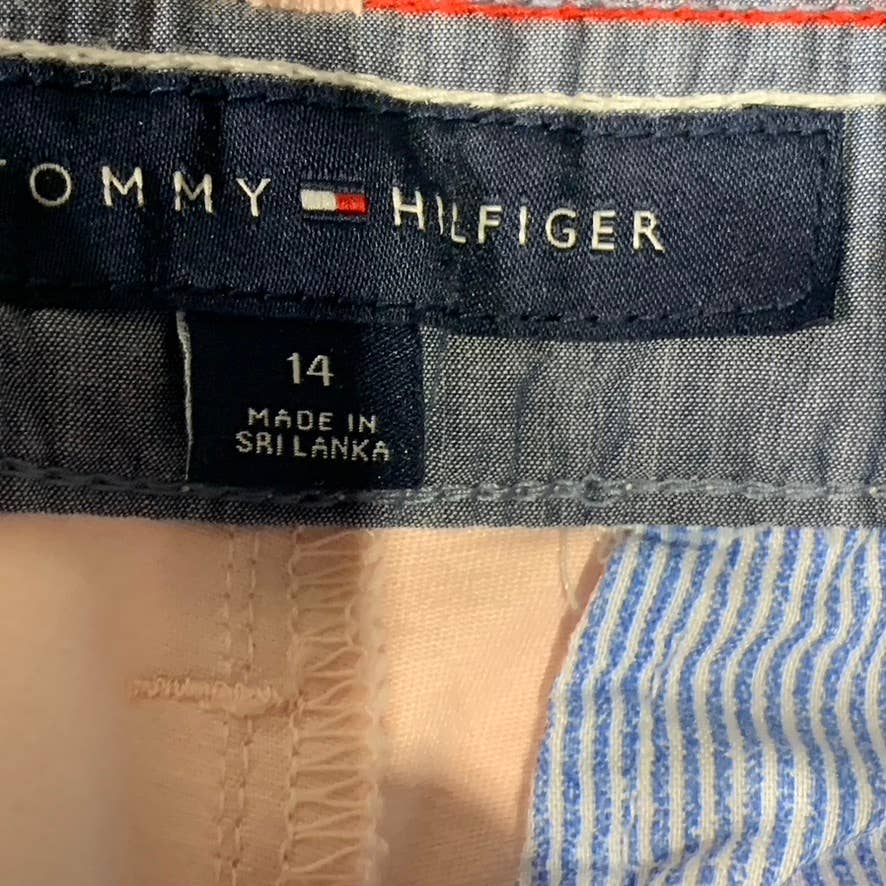 TOMMY HILFIGER
14
MADE IN
SRI LANKA